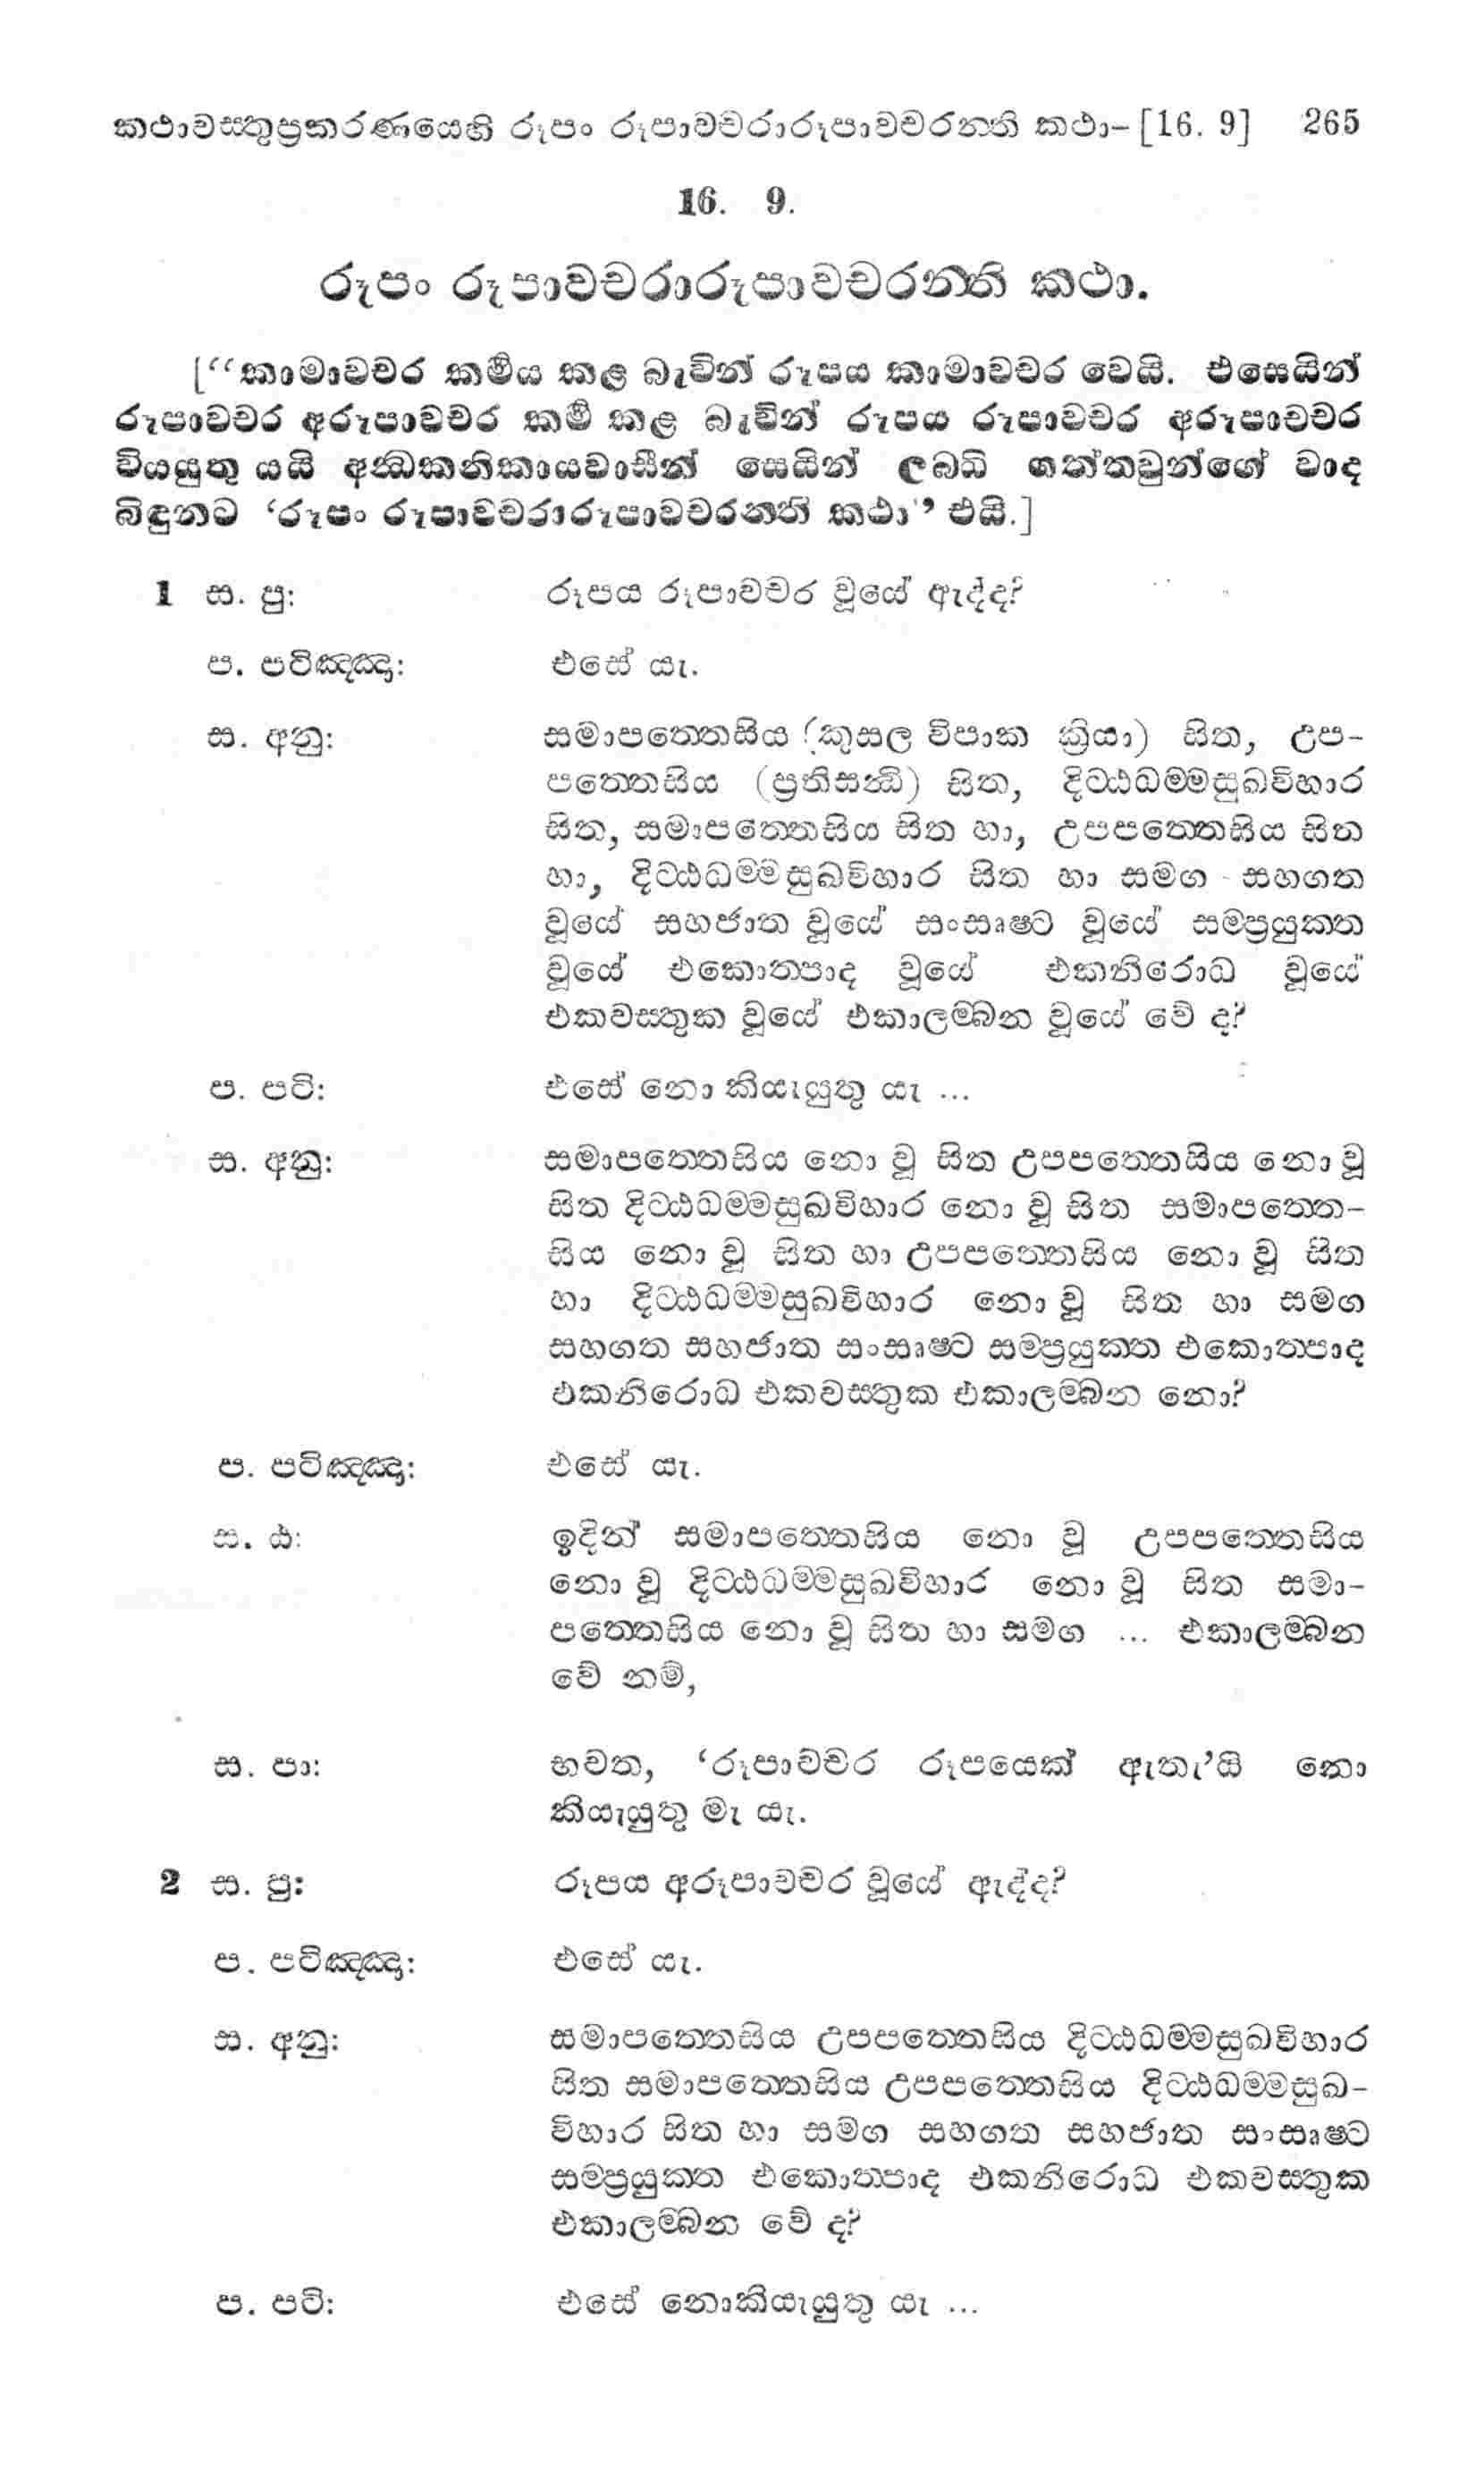 කථාවස්තුප්‍රකරණයෙහි රූපං රූපාවචරාරූපාවචරන්ති කථා–[16. 9] 265
16. 9.
රූපං රූපාවචරාරූපාවචරන්ති කථා.
[“කාමාවචර කර්‍මය කළ බැවින් රූපය කාමාවචර වෙයි. එසෙයින්
රූපාවචර අරූපාවචර කර්‍ම කළ බැවින් රූපය රූපාවචර අරූපාවචර
වියයුතු යයි අන්ධකනිකායවාසීන් සෙයින් ලබධි ගත්තවුන්ගේ වාද
බිඳුනට ‘රූපං රූපාවචරාරූපාවචරන්ති කථා’’ එයි.]
1 ස. පු: රූපය රූපාවචර වූයේ ඇද්ද?
ප. පටිඤ්ඤා: එසේ යැ.
ස. අනු: සමාපත්තෙසිය (කුසල විපාක ක්‍රියා) සිත, උප-
පත්තෙසිය (ප්‍රතිසන්ධි) සිත, දිට්ඨධම්මසුඛවිහාර
සිත, සමාපත්තෙසිය සිත හා, උපපත්තෙසිය සිත
හා, දිට්ඨධම්මසුඛවිහාර සිත හා සමග සහගත
වූයේ සහජාත වූයේ සංසෘෂ්ට වූයේ සම්ප්‍රයුක්ත
වූයේ එකොත්පාද වූයේ එකනිරොධ වූයේ
එකවස්තුක වූයේ එකාලම්බන වූයේ වේ ද?
ප. පටි: එසේ නො කියැයුතු යැ ...
ස. අනු: සමාපත්තෙසිය නො වූ සිත උපපත්තෙසිය නො වූ
සිත දිට්ඨධම්මසුඛවිහාර නො වූ සිත සමාපත්තෙ-
සිය නො වූ සිත හා උපපත්තෙසිය නො වූ සිත
හා දිට්ඨධම්මසුඛවිහාර නො වූ සිත හා සමග
සහගත සහජාත සංසෘෂ්ට සම්ප්‍රයුක්ත එකොත්පාද
එකනිරොධ එකවස්තුක එකාලම්බන නො?
ප. පටිඤ්ඤා: එසේ යැ.
ස. ඨ: ඉදින් සමාපත්තෙසිය නො වූ උපපත්තෙසිය
නො වූ දිට්ඨධම්මසුඛවිහාර නො වූ සිත සමා-
පත්තෙසිය නො වූ සිත හා සමග ... එකාලම්බන
වේ නම්,
ස. පා: භවත, ‘රූපාවචර රූපයෙක් ඇතැ’යි නො
කියැයුතු මැ යැ.
2 ස. පු: රූපය අරූපාවචර වූයේ ඇද්ද?
ප. පටිඤ්ඤා: එසේ යැ.
ස. අනු: සමාපත්තෙසිය උපපත්තෙසිය දිට්ඨධම්මසුඛවිහාර
සිත සමාපත්තෙසිය උපපත්තෙසිය දිට්ඨධම්මසුඛ-
විහාර සිත හා සමග සහගත සහජාත සංසෘෂ්ට
සම්ප්‍රයුක්ත එකොත්පාද එකනිරොධ එකවස්තුක
එකාලම්බන වේ ද?
ප. පටි: එසේ නොකියැයුතු යැ ...